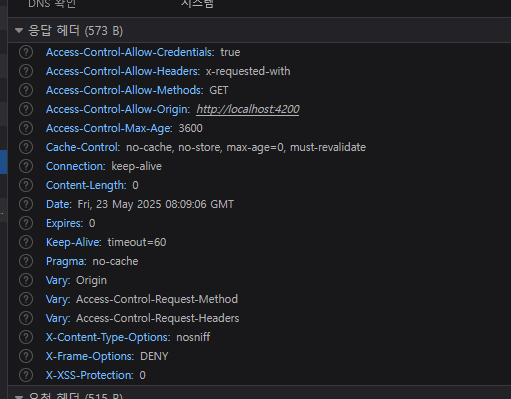 DNS 확인 시스템
응답 헤더 (573 B)
Access-Control-Allow-Credentials: true
Access-Control-Allow-Headers: x-requested-with
Access-Control-Allow-Methods: GET
Access-Control-Allow-Origin: http://localhost:4200
Access-Control-Max-Age: 3600
Cache-Control: no-cache, no-store, max-age=0, must-revalidate
Connection: keep-alive
Content-Length: 0
Date: Fri, 23 May 2025 08:09:06 GMT
Expires: 0
Keep-Alive: timeout=60
Pragma: no-cache
Vary: Origin
Vary: Access-Control-Request-Method
Vary: Access-Control-Request-Headers
X-Content-Type-Options: nosniff
X-Frame-Options: DENY
X-XSS-Protection: 0
요청 헤더 (515 B)